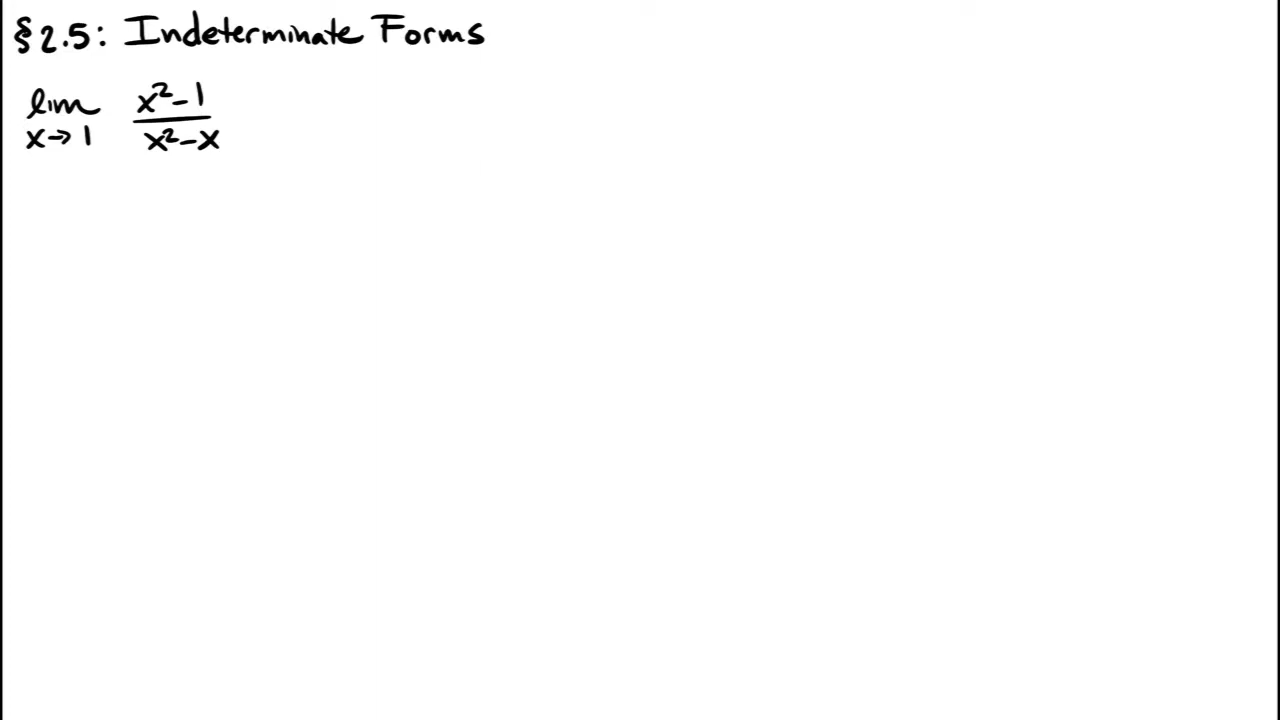 §2.5: Indeterminate Forms
lim x→1 (x²-1)/(x²-x)